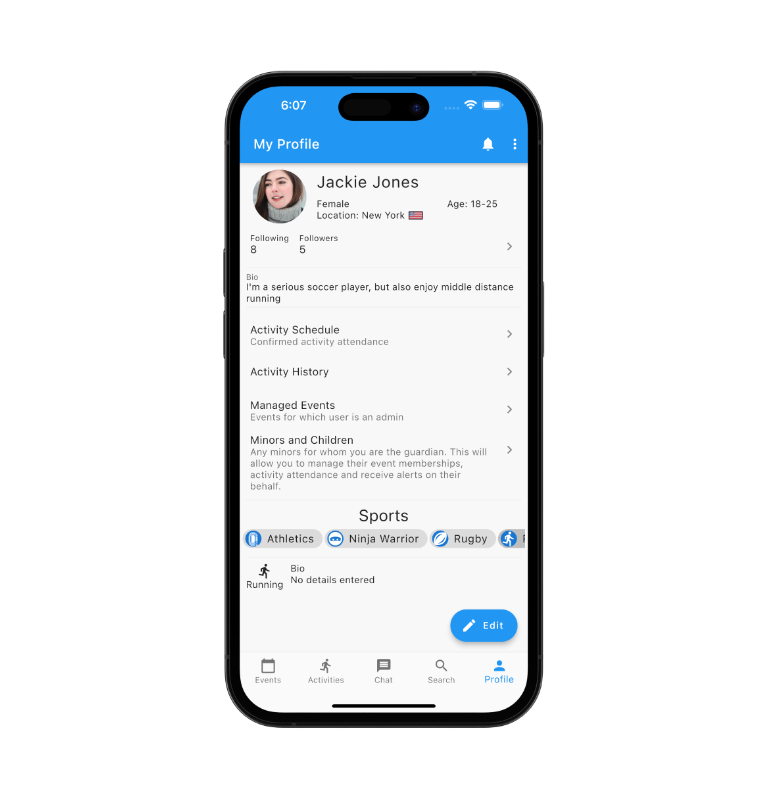 6:07
My Profile
Jackie Jones
Female Age: 18-25
Location: New York
Following Followers
8 5
Bio
I'm a serious soccer player, but also enjoy middle distance
running
Activity Schedule
Confirmed activity attendance
Activity History
Managed Events
Events for which user is an admin
Minors and Children
Any minors for whom you are the guardian. This will
allow you to manage their event memberships,
activity attendance and receive alerts on their
behalf.
Sports
Athletics Ninja Warrior Rugby
Bio
No details entered
Running
Edit
Events Activities Chat Search Profile